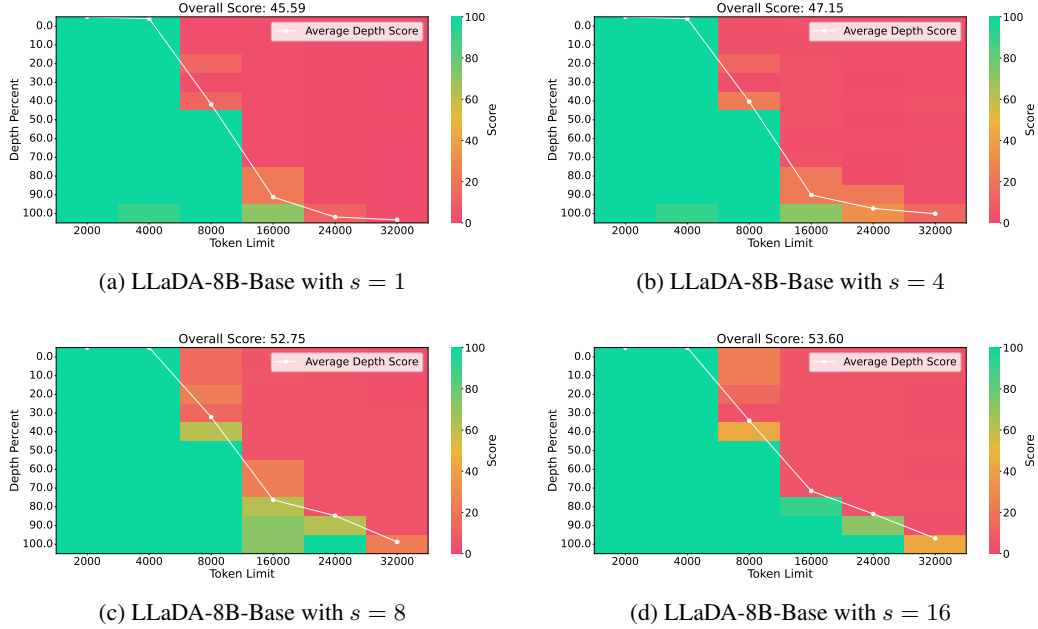 Overall Score: 45.59
Average Depth Score
Depth Percent
0.0
10.0
20.0
30.0
40.0
50.0
60.0
70.0
80.0
90.0
100.0
2000 4000 8000 16000 24000 32000
Token Limit
100
80
60
40
20
0
Score
(a) LLaDA-8B-Base with s = 1
Overall Score: 47.15
Average Depth Score
Depth Percent
0.0
10.0
20.0
30.0
40.0
50.0
60.0
70.0
80.0
90.0
100.0
2000 4000 8000 16000 24000 32000
Token Limit
100
80
60
40
20
0
Score
(b) LLaDA-8B-Base with s = 4
Overall Score: 52.75
Average Depth Score
Depth Percent
0.0
10.0
20.0
30.0
40.0
50.0
60.0
70.0
80.0
90.0
100.0
2000 4000 8000 16000 24000 32000
Token Limit
100
80
60
40
20
0
Score
(c) LLaDA-8B-Base with s = 8
Overall Score: 53.60
Average Depth Score
Depth Percent
0.0
10.0
20.0
30.0
40.0
50.0
60.0
70.0
80.0
90.0
100.0
2000 4000 8000 16000 24000 32000
Token Limit
100
80
60
40
20
0
Score
(d) LLaDA-8B-Base with s = 16